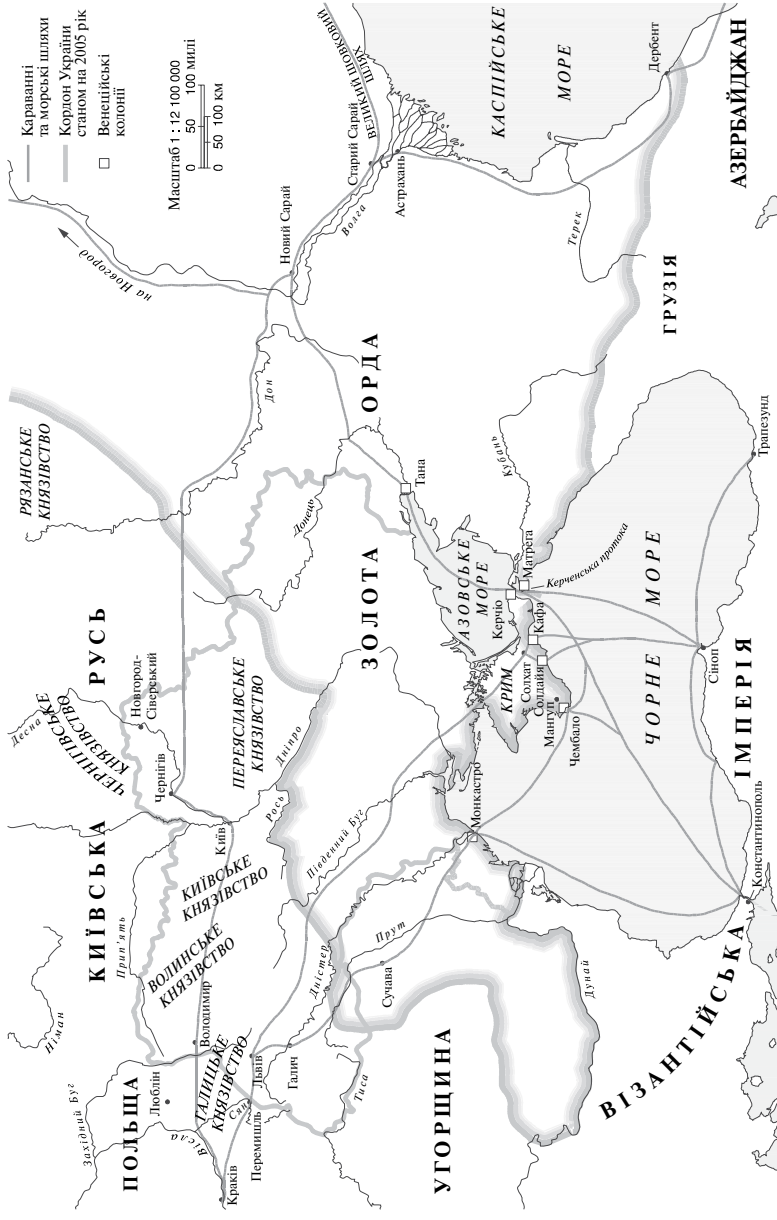 Караванні
та морські шляхи
Кордон України
станом на 2005 рік
Венеційські
колонії
Масштаб 1 : 12 100 000
0 50 100 милі
0 50 100 км
на Новгород
ВЕЛИКИЙ ШОВКОВИЙ
ШЛЯХ
Новий Сарай
Старий Сарай
Волга
Астрахань
КАСПІЙСЬКЕ
МОРЕ
Дербент
АЗЕРБАЙДЖАН
Терек
ГРУЗІЯ
РЯЗАНСЬКЕ
КНЯЗІВСТВО
Дон
ОРДА
Донець
Тана
Кубань
АЗОВСЬКЕ
МОРЕ
Матрега
Керченська протока
Керчіо
Кафа
Трапезунд
КИЇВСЬКА
РУСЬ
Десна
ЧЕРНІГІВСЬКЕ
КНЯЗІВСТВО
Новгород-
Сіверський
Чернігів
ПЕРЕЯСЛАВСЬКЕ
КНЯЗІВСТВО
Дніпро
ЗОЛОТА
КРИМ
Солхат
Солдайя
Мангуп
Чембало
ЧОРНЕ
МОРЕ
Сіноп
Прип'ять
Київ
Рось
КИЇВСЬКЕ
КНЯЗІВСТВО
Південний Буг
Монкастро
ІМПЕРІЯ
Німан
ВОЛИНСЬКЕ
КНЯЗІВСТВО
Володимир
Дністер
Прут
Сучава
Дунай
Константинополь
ВІЗАНТІЙСЬКА
Західний Буг
ПОЛЬЩА
Люблін
Вісла
ГАЛИЦЬКЕ
КНЯЗІВСТВО
Львів
Галич
Сян
Перемишль
Краків
Тиса
УГОРЩИНА